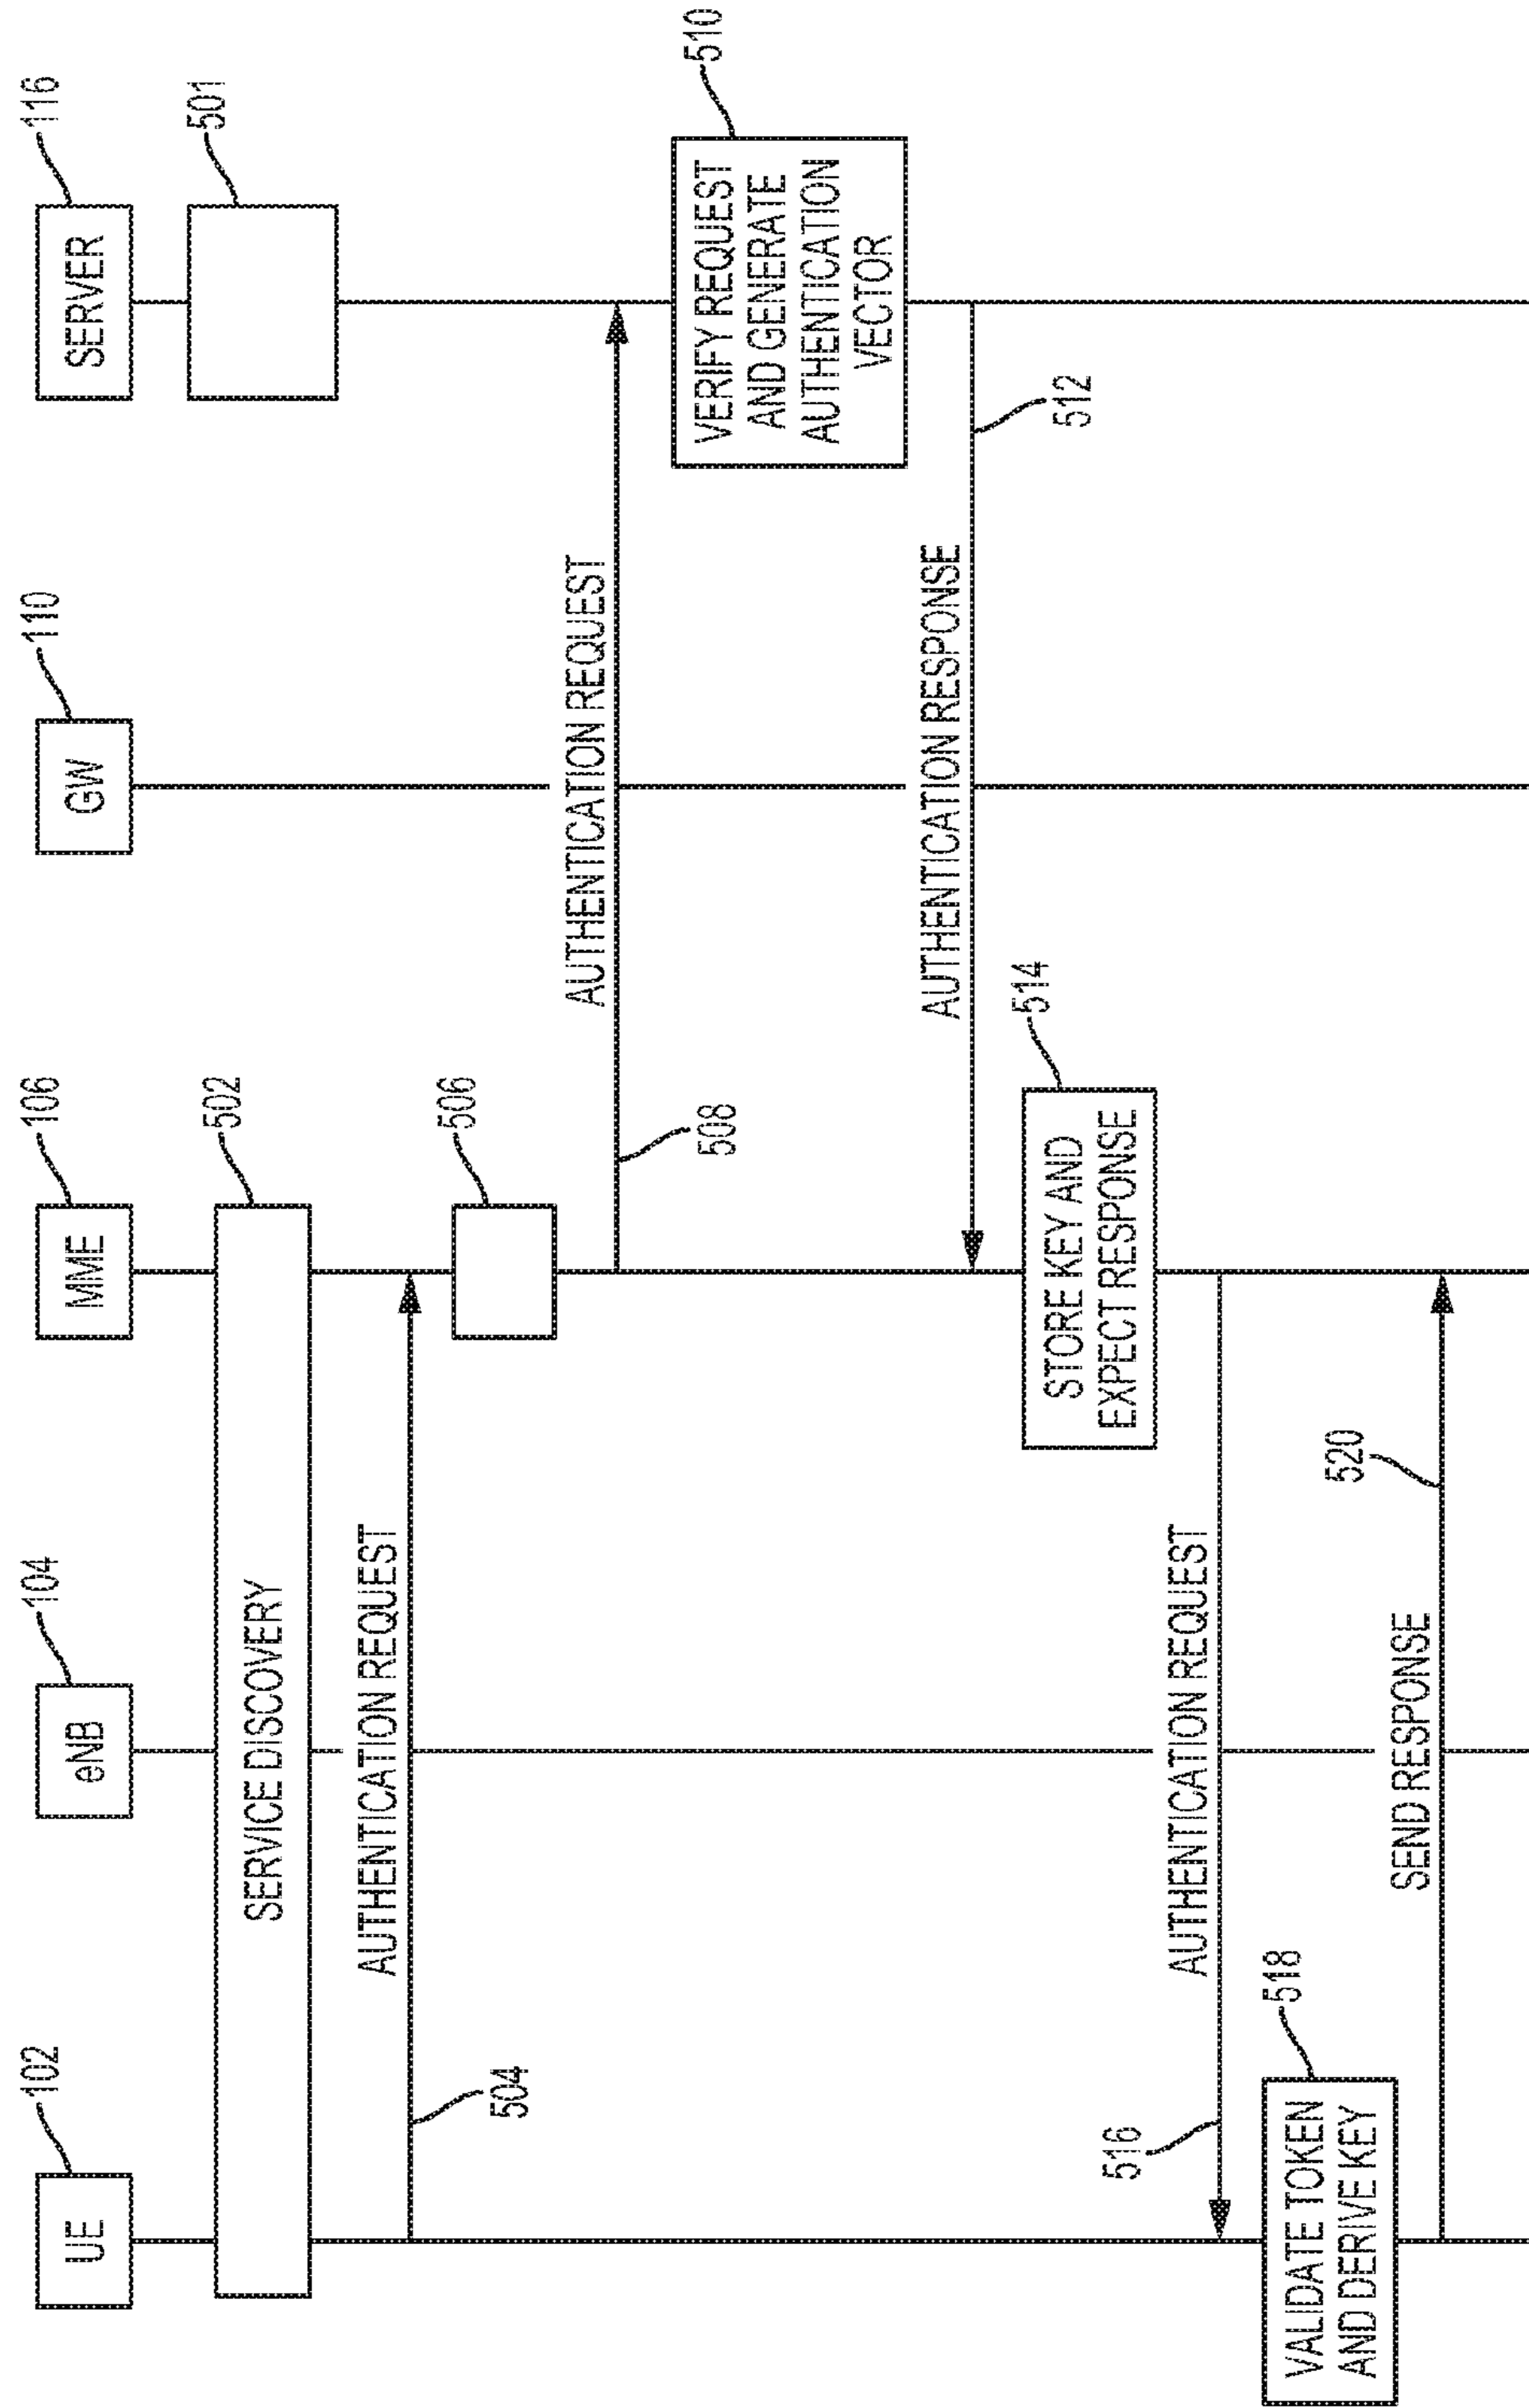 102
UE
104
eNB
106
MME
110
GW
116
SERVER
501
502
SERVICE DISCOVERY
AUTHENTICATION REQUEST
504
506
AUTHENTICATION REQUEST
508
510
VERIFY REQUEST
AND GENERATE
AUTHENTICATION
VECTOR
AUTHENTICATION RESPONSE
512
514
STORE KEY AND
EXPECT RESPONSE
516
AUTHENTICATION REQUEST
518
VALIDATE TOKEN
AND DERIVE KEY
SEND RESPONSE
520